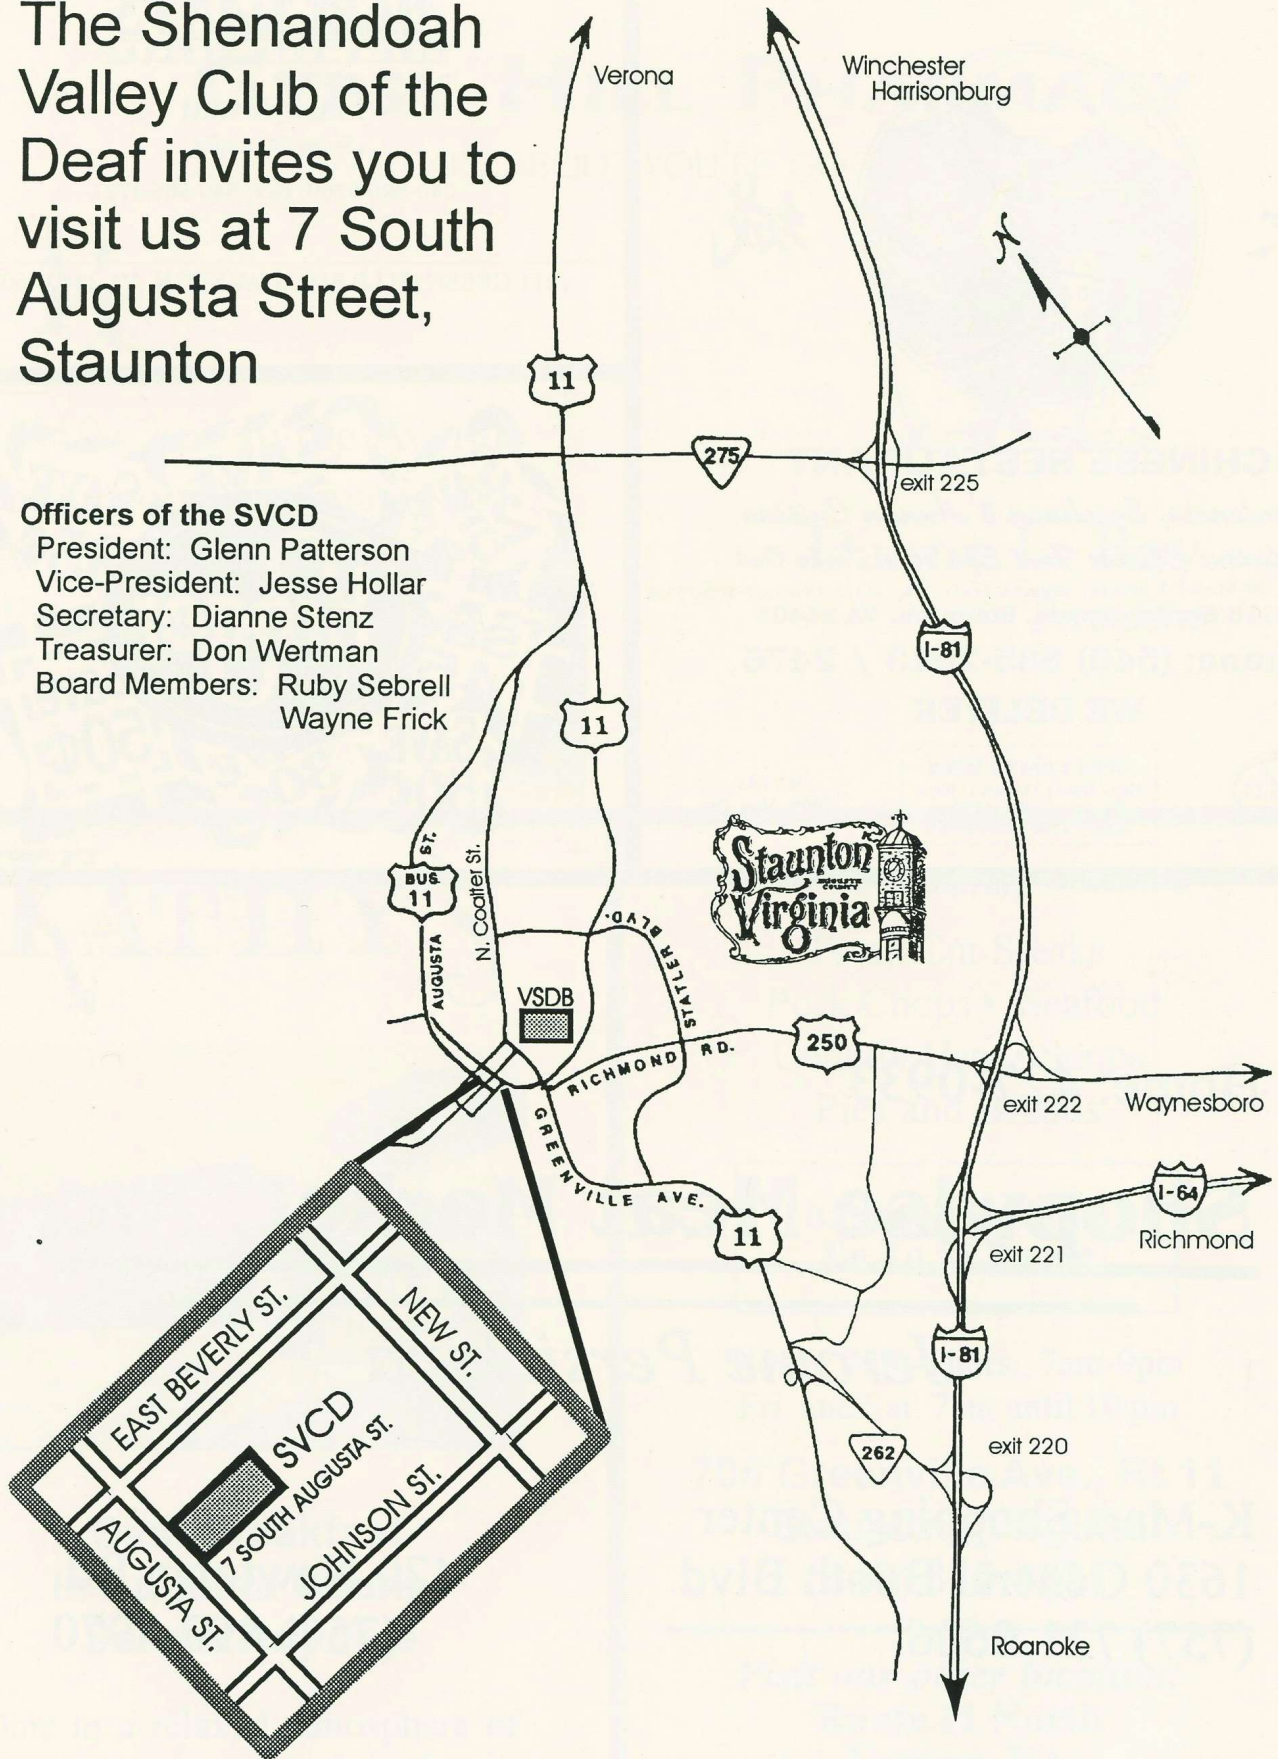 The Shenandoah
Valley Club of the
Deaf invites you to
visit us at 7 South
Augusta Street,
Staunton
Verona
Winchester
Harrisonburg
N
11
275
exit 225
Officers of the SVCD
President: Glenn Patterson
Vice-President: Jesse Hollar
Secretary: Dianne Stenz
Treasurer: Don Wertman
Board Members: Ruby Sebrell
Wayne Frick
I-81
11
ST.
BUS.
11
AUGUSTA
N. Coalter St.
STATLER BLVD.
Staunton
Virginia
VSDB
RICHMOND RD.
250
exit 222
Waynesboro
GREENVILLE AVE.
11
I-64
Richmond
exit 221
I-81
262
exit 220
Roanoke
EAST BEVERLY ST.
NEW ST.
SVCD
7 SOUTH AUGUSTA ST.
JOHNSON ST.
AUGUSTA ST.